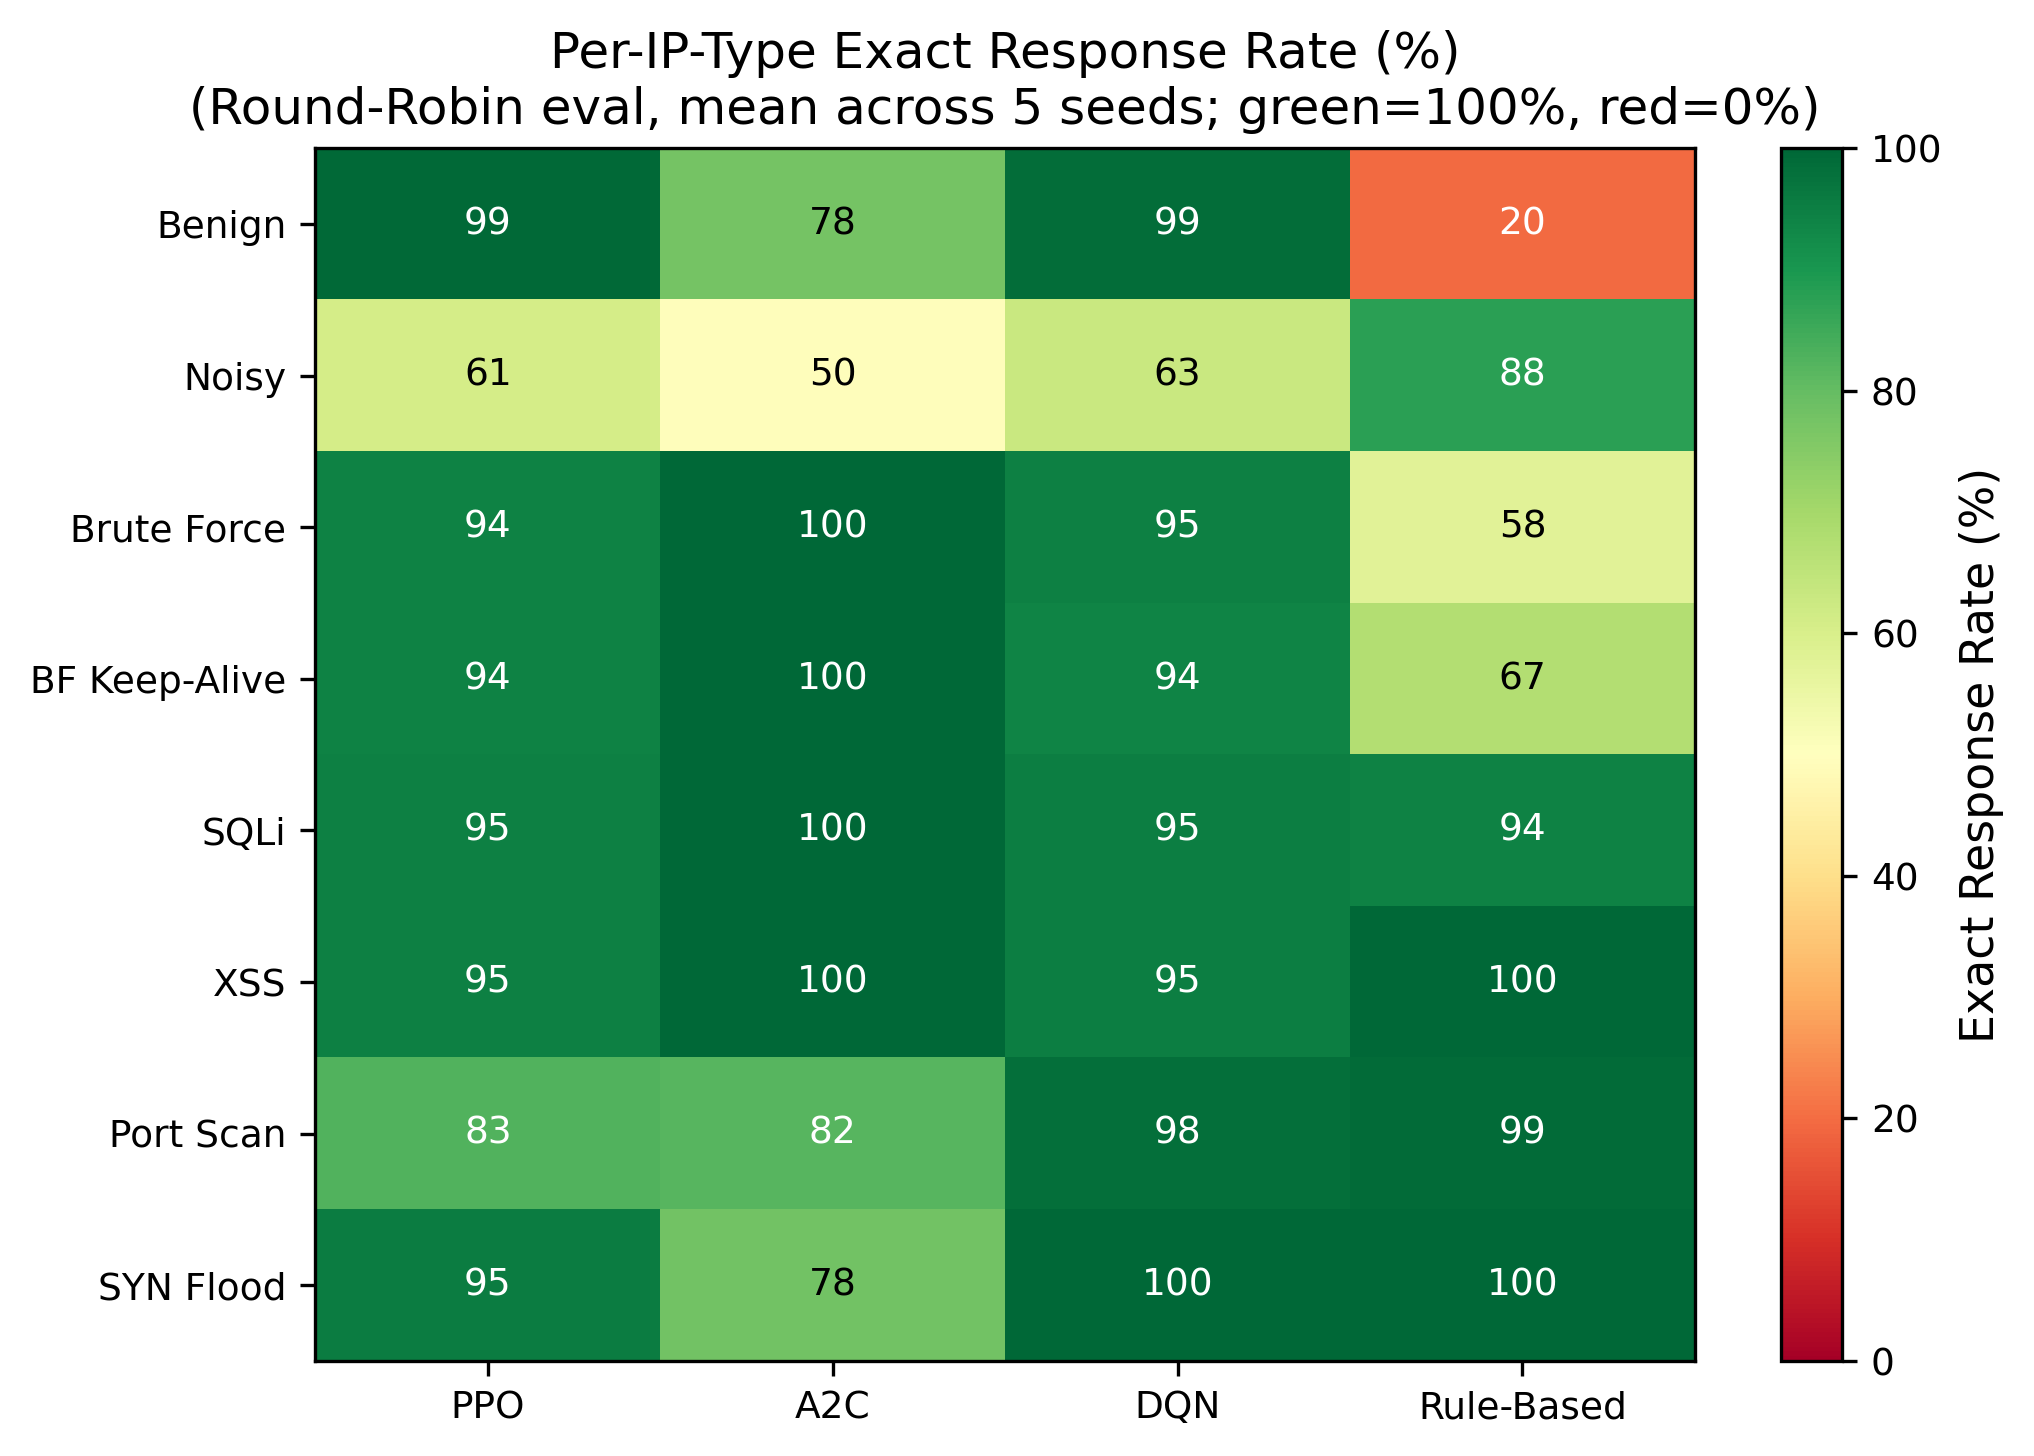 Per-IP-Type Exact Response Rate (%)
(Round-Robin eval, mean across 5 seeds; green=100%, red=0%)
Benign 99 78 99 20
Noisy 61 50 63 88
Brute Force 94 100 95 58
BF Keep-Alive 94 100 94 67
SQLi 95 100 95 94
XSS 95 100 95 100
Port Scan 83 82 98 99
SYN Flood 95 78 100 100
PPO A2C DQN Rule-Based
100
80
60
40
20
0
Exact Response Rate (%)